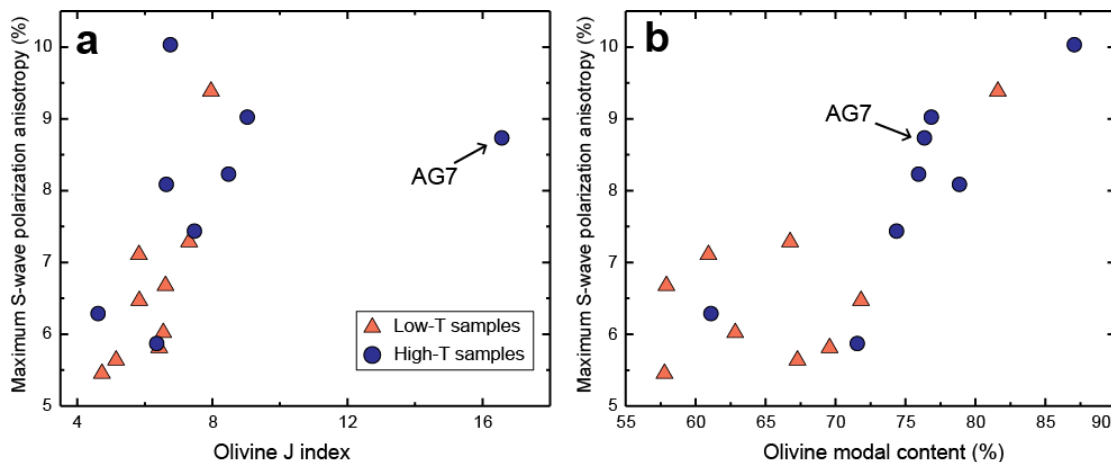 a
Maximum S-wave polarization anisotropy (%)
10
9
8
7
6
5
AG7
Low-T samples
High-T samples
4
8
12
16
Olivine J index
b
Maximum S-wave polarization anisotropy (%)
10
9
8
7
6
5
AG7
55
60
65
70
75
80
85
90
Olivine modal content (%)